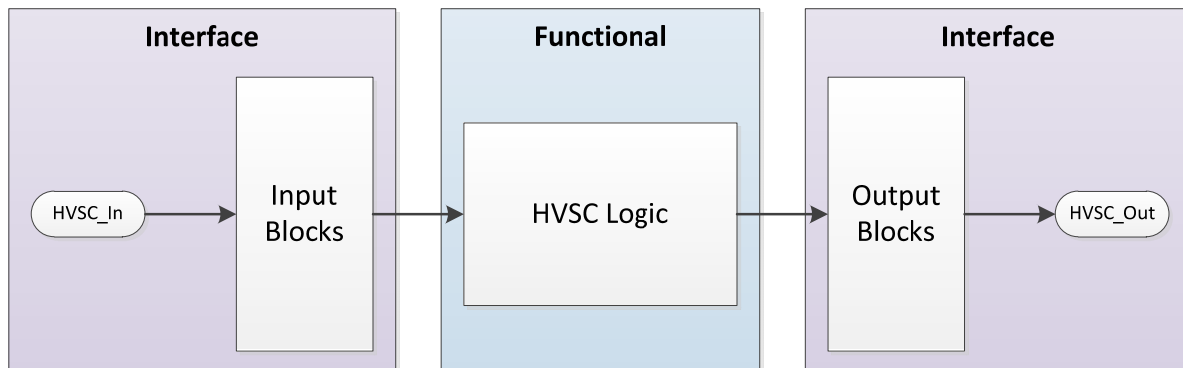 Interface
Functional
Interface
HVSC_In
Input
Blocks
HVSC Logic
Output
Blocks
HVSC_Out